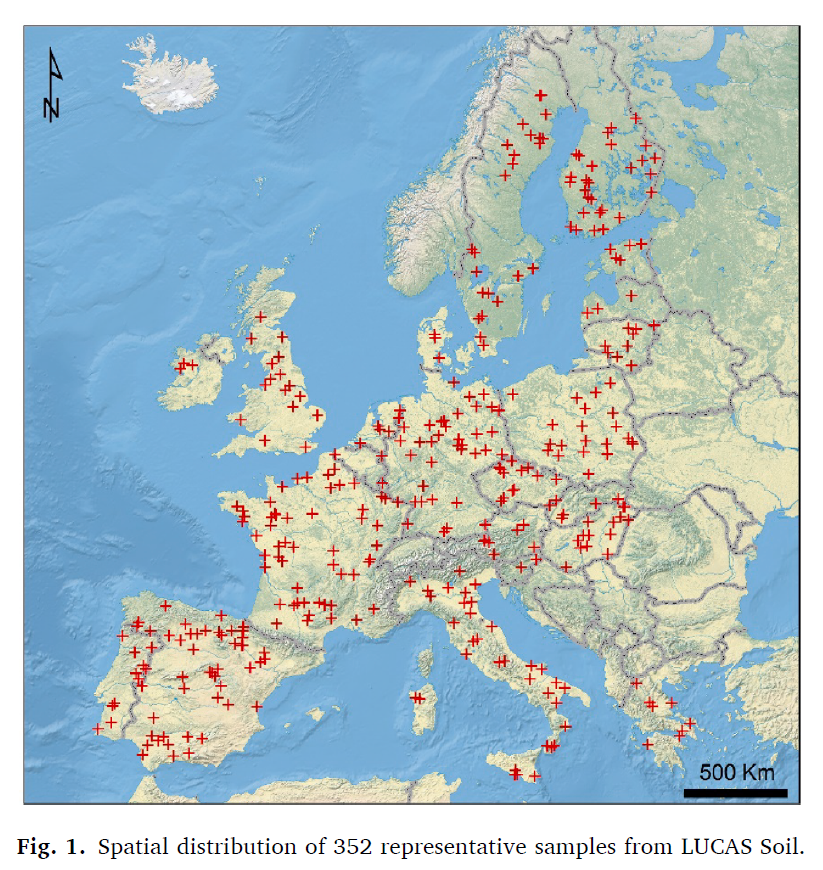 N
500 Km
Fig. 1. Spatial distribution of 352 representative samples from LUCAS Soil.